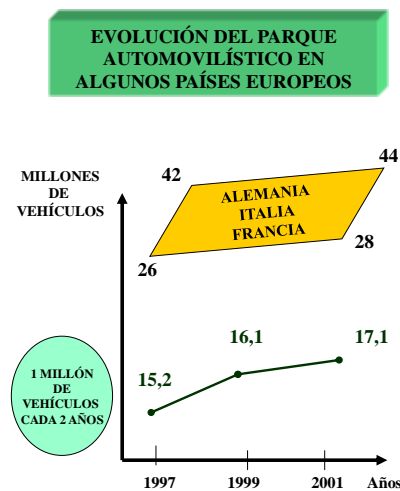 EVOLUCIÓN DEL PARQUE
AUTOMOVILÍSTICO EN
ALGUNOS PAÍSES EUROPEOS
MILLONES
DE
VEHÍCULOS
42
44
ALEMANIA
ITALIA
FRANCIA
26
28
1 MILLÓN
DE
VEHÍCULOS
CADA 2 AÑOS
15,2
16,1
17,1
1997
1999
2001
Años